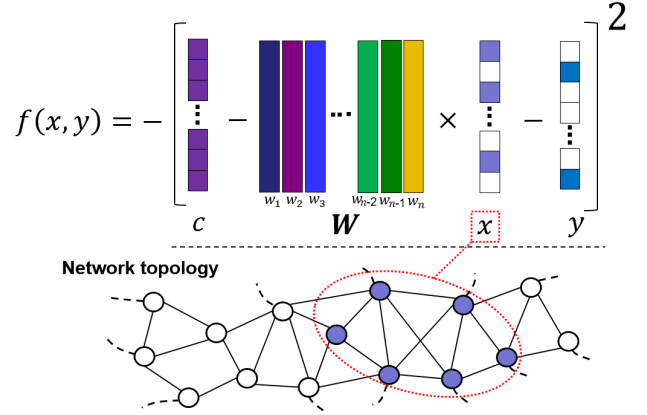 f(x, y) = − [ − × − ]²
w₁ w₂ w₃ ... wₙ₋₂ wₙ₋₁ wₙ
c W x y
Network topology